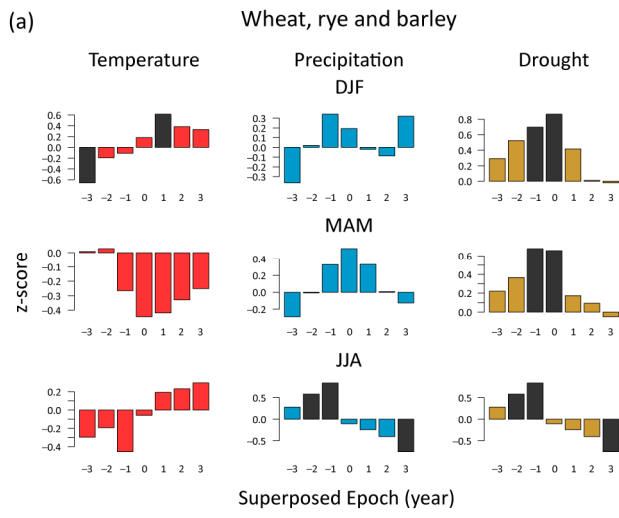 (a) Wheat, rye and barley
Temperature Precipitation Drought
DJF
0.6 0.4 0.2 0.0 −0.2 −0.4 −0.6
0.3 0.2 0.1 0.0 −0.1 −0.3
0.8 0.6 0.4 0.2 0.0
−3 −2 −1 0 1 2 3 −3 −2 −1 0 1 2 3 −3 −2 −1 0 1 2 3
MAM
z-score
0.0 −0.1 −0.2 −0.3 −0.4
0.4 0.2 0.0 −0.2
0.6 0.4 0.2 0.0
−3 −2 −1 0 1 2 3 −3 −2 −1 0 1 2 3 −3 −2 −1 0 1 2 3
JJA
0.2 0.0 −0.2 −0.4
0.5 0.0 −0.5
0.5 0.0 −0.5
−3 −2 −1 0 1 2 3 −3 −2 −1 0 1 2 3 −3 −2 −1 0 1 2 3
Superposed Epoch (year)